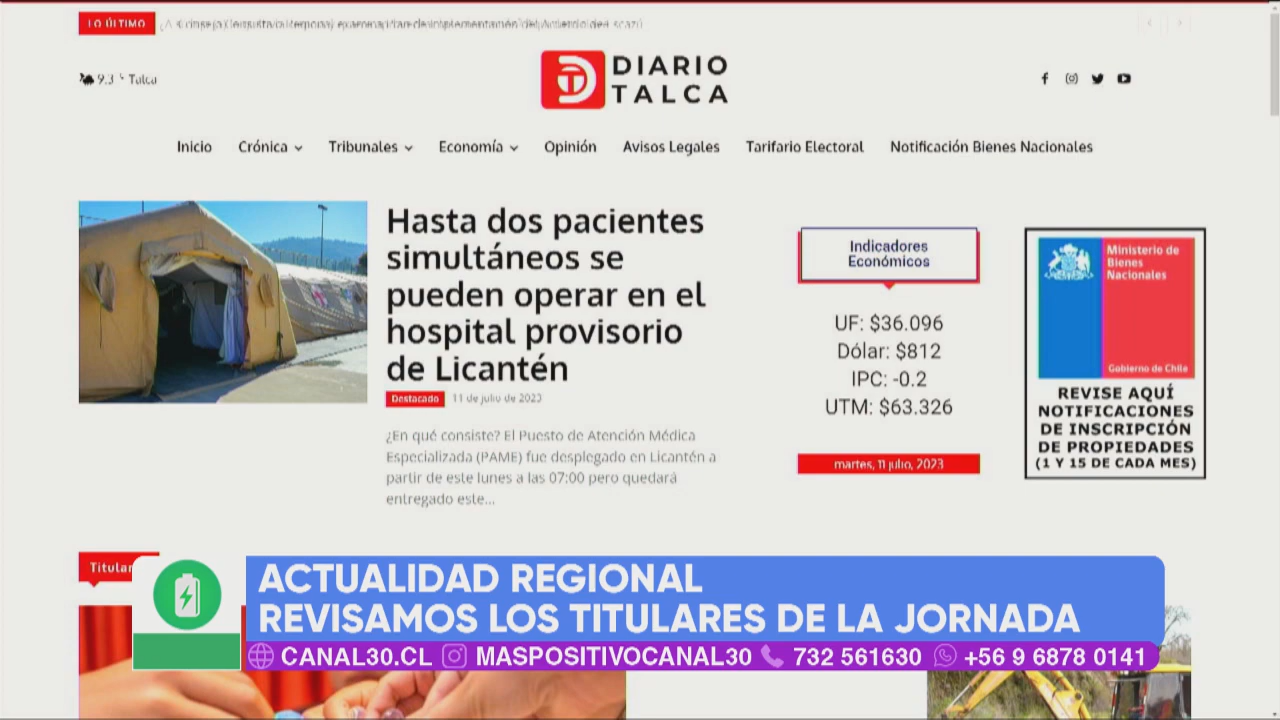 LO ÚLTIMO
9.3 Talca
DIARIO
TALCA
Inicio Crónica Tribunales Economía Opinión Avisos Legales Tarifario Electoral Notificación Bienes Nacionales
Hasta dos pacientes
simultáneos se
pueden operar en el
hospital provisorio
de Licantén
Destacado 11 de julio de 2023
¿En qué consiste? El Puesto de Atención Médica
Especializada (PAME) fue desplegado en Licantén a
partir de este lunes a las 07:00 pero quedará
entregado este...
Indicadores
Económicos
UF: $36.096
Dólar: $812
IPC: -0.2
UTM: $63.326
martes, 11 julio, 2023
Ministerio de
Bienes
Nacionales
Gobierno de Chile
REVISE AQUÍ
NOTIFICACIONES
DE INSCRIPCIÓN
DE PROPIEDADES
(1 Y 15 DE CADA MES)
Titular
ACTUALIDAD REGIONAL
REVISAMOS LOS TITULARES DE LA JORNADA
CANAL30.CL MASPOSITIVOCANAL30 732 561630 +56 9 6878 0141